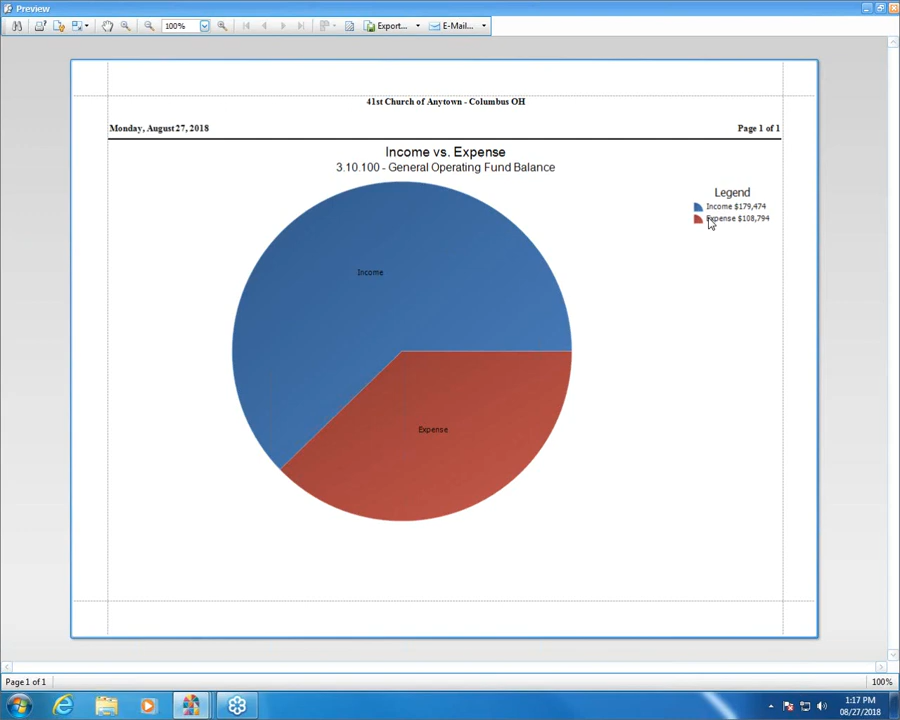 Preview
100%
Export...
E-Mail...
41st Church of Anytown - Columbus OH
Monday, August 27, 2018
Page 1 of 1
Income vs. Expense
3.10.100 - General Operating Fund Balance
Legend
Income $179,474
Expense $108,794
Income
Expense
Page 1 of 1
100%
1:17 PM
08/27/2018